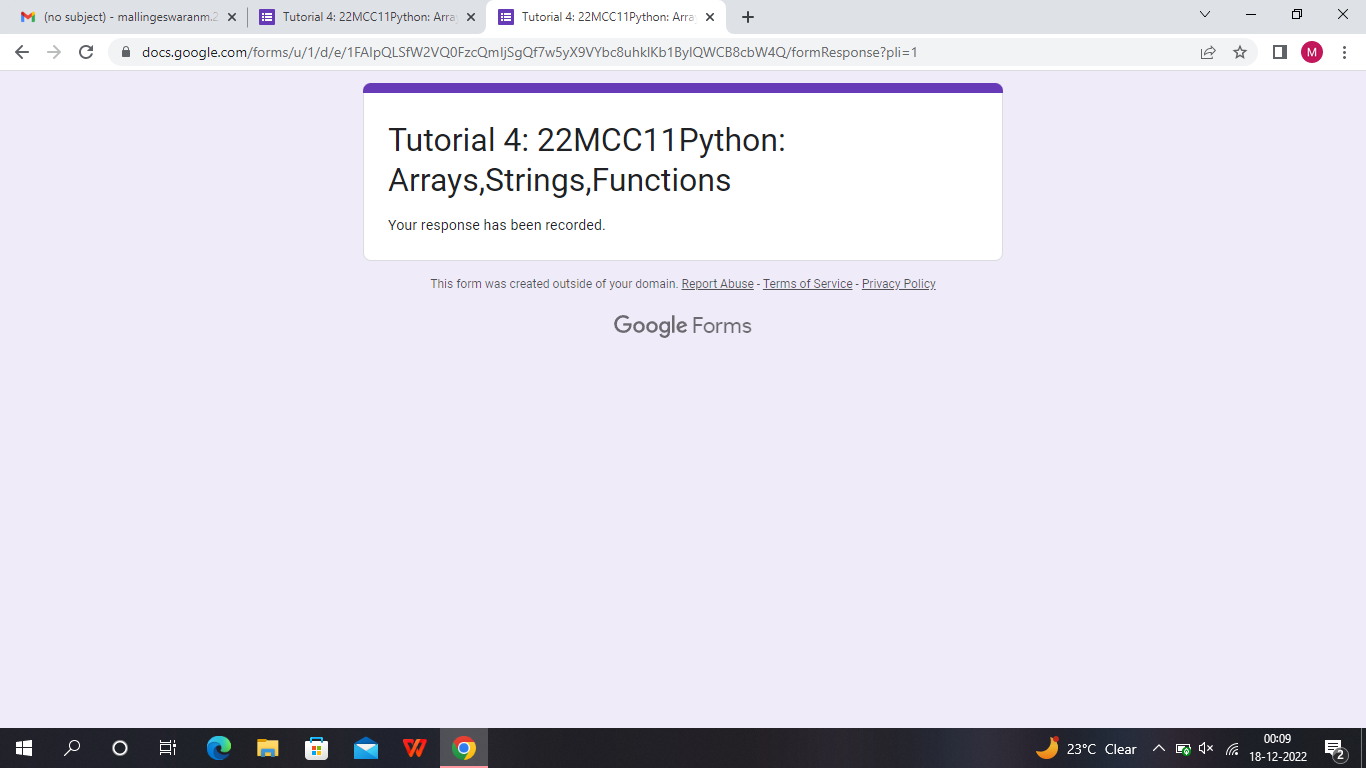 (no subject) - mallingeswaranm.2
Tutorial 4: 22MCC11Python: Arra
Tutorial 4: 22MCC11Python: Arra
docs.google.com/forms/u/1/d/e/1FAIpQLSfW2VQ0FzcQmIjSgQf7w5yX9VYbc8uhkIKb1ByIQWCB8cbW4Q/formResponse?pli=1
M
Tutorial 4: 22MCC11Python:
Arrays,Strings,Functions
Your response has been recorded.
This form was created outside of your domain. Report Abuse - Terms of Service - Privacy Policy
Google Forms
23°C Clear
00:09
18-12-2022
2